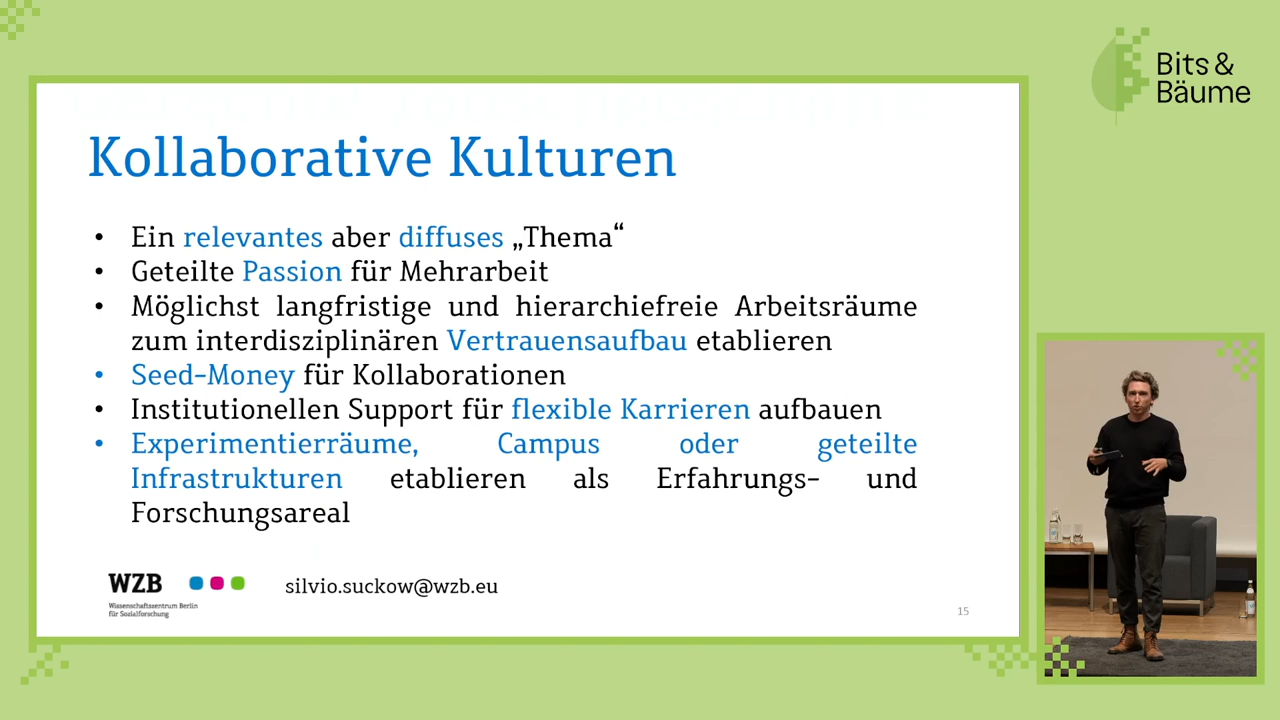 Bits &
Bäume
Kollaborative Kulturen
• Ein relevantes aber diffuses „Thema“
• Geteilte Passion für Mehrarbeit
• Möglichst langfristige und hierarchiefreie Arbeitsräume
zum interdisziplinären Vertrauensaufbau etablieren
• Seed-Money für Kollaborationen
• Institutionellen Support für flexible Karrieren aufbauen
• Experimentierräume, Campus oder geteilte
Infrastrukturen etablieren als Erfahrungs- und
Forschungsareal
WZB
Wissenschaftszentrum Berlin
für Sozialforschung
silvio.suckow@wzb.eu
15